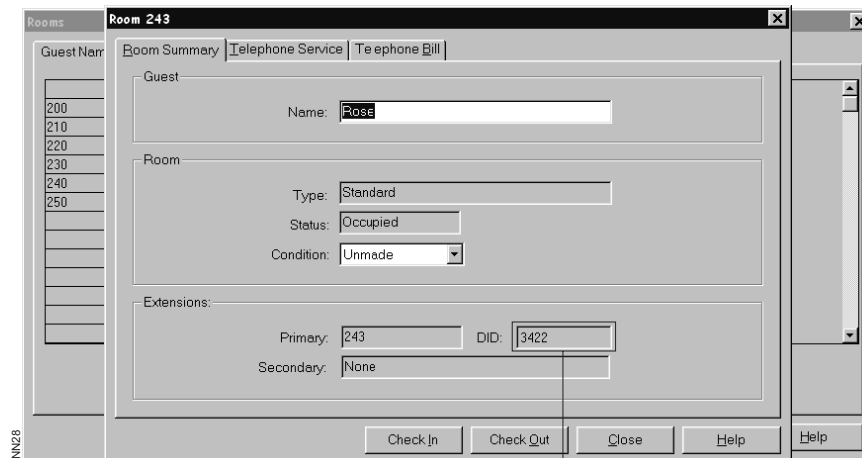 Rooms
Room 243
Guest Nam
Room Summary
Telephone Service
Te ephone Bill
Guest
Name: Rose
200
210
220
230
240
250
Room
Type: Standard
Status: Occupied
Condition: Unmade
Extensions:
Primary: 243
DID: 3422
Secondary: None
Check In
Check Out
Close
Help
Help
NN28